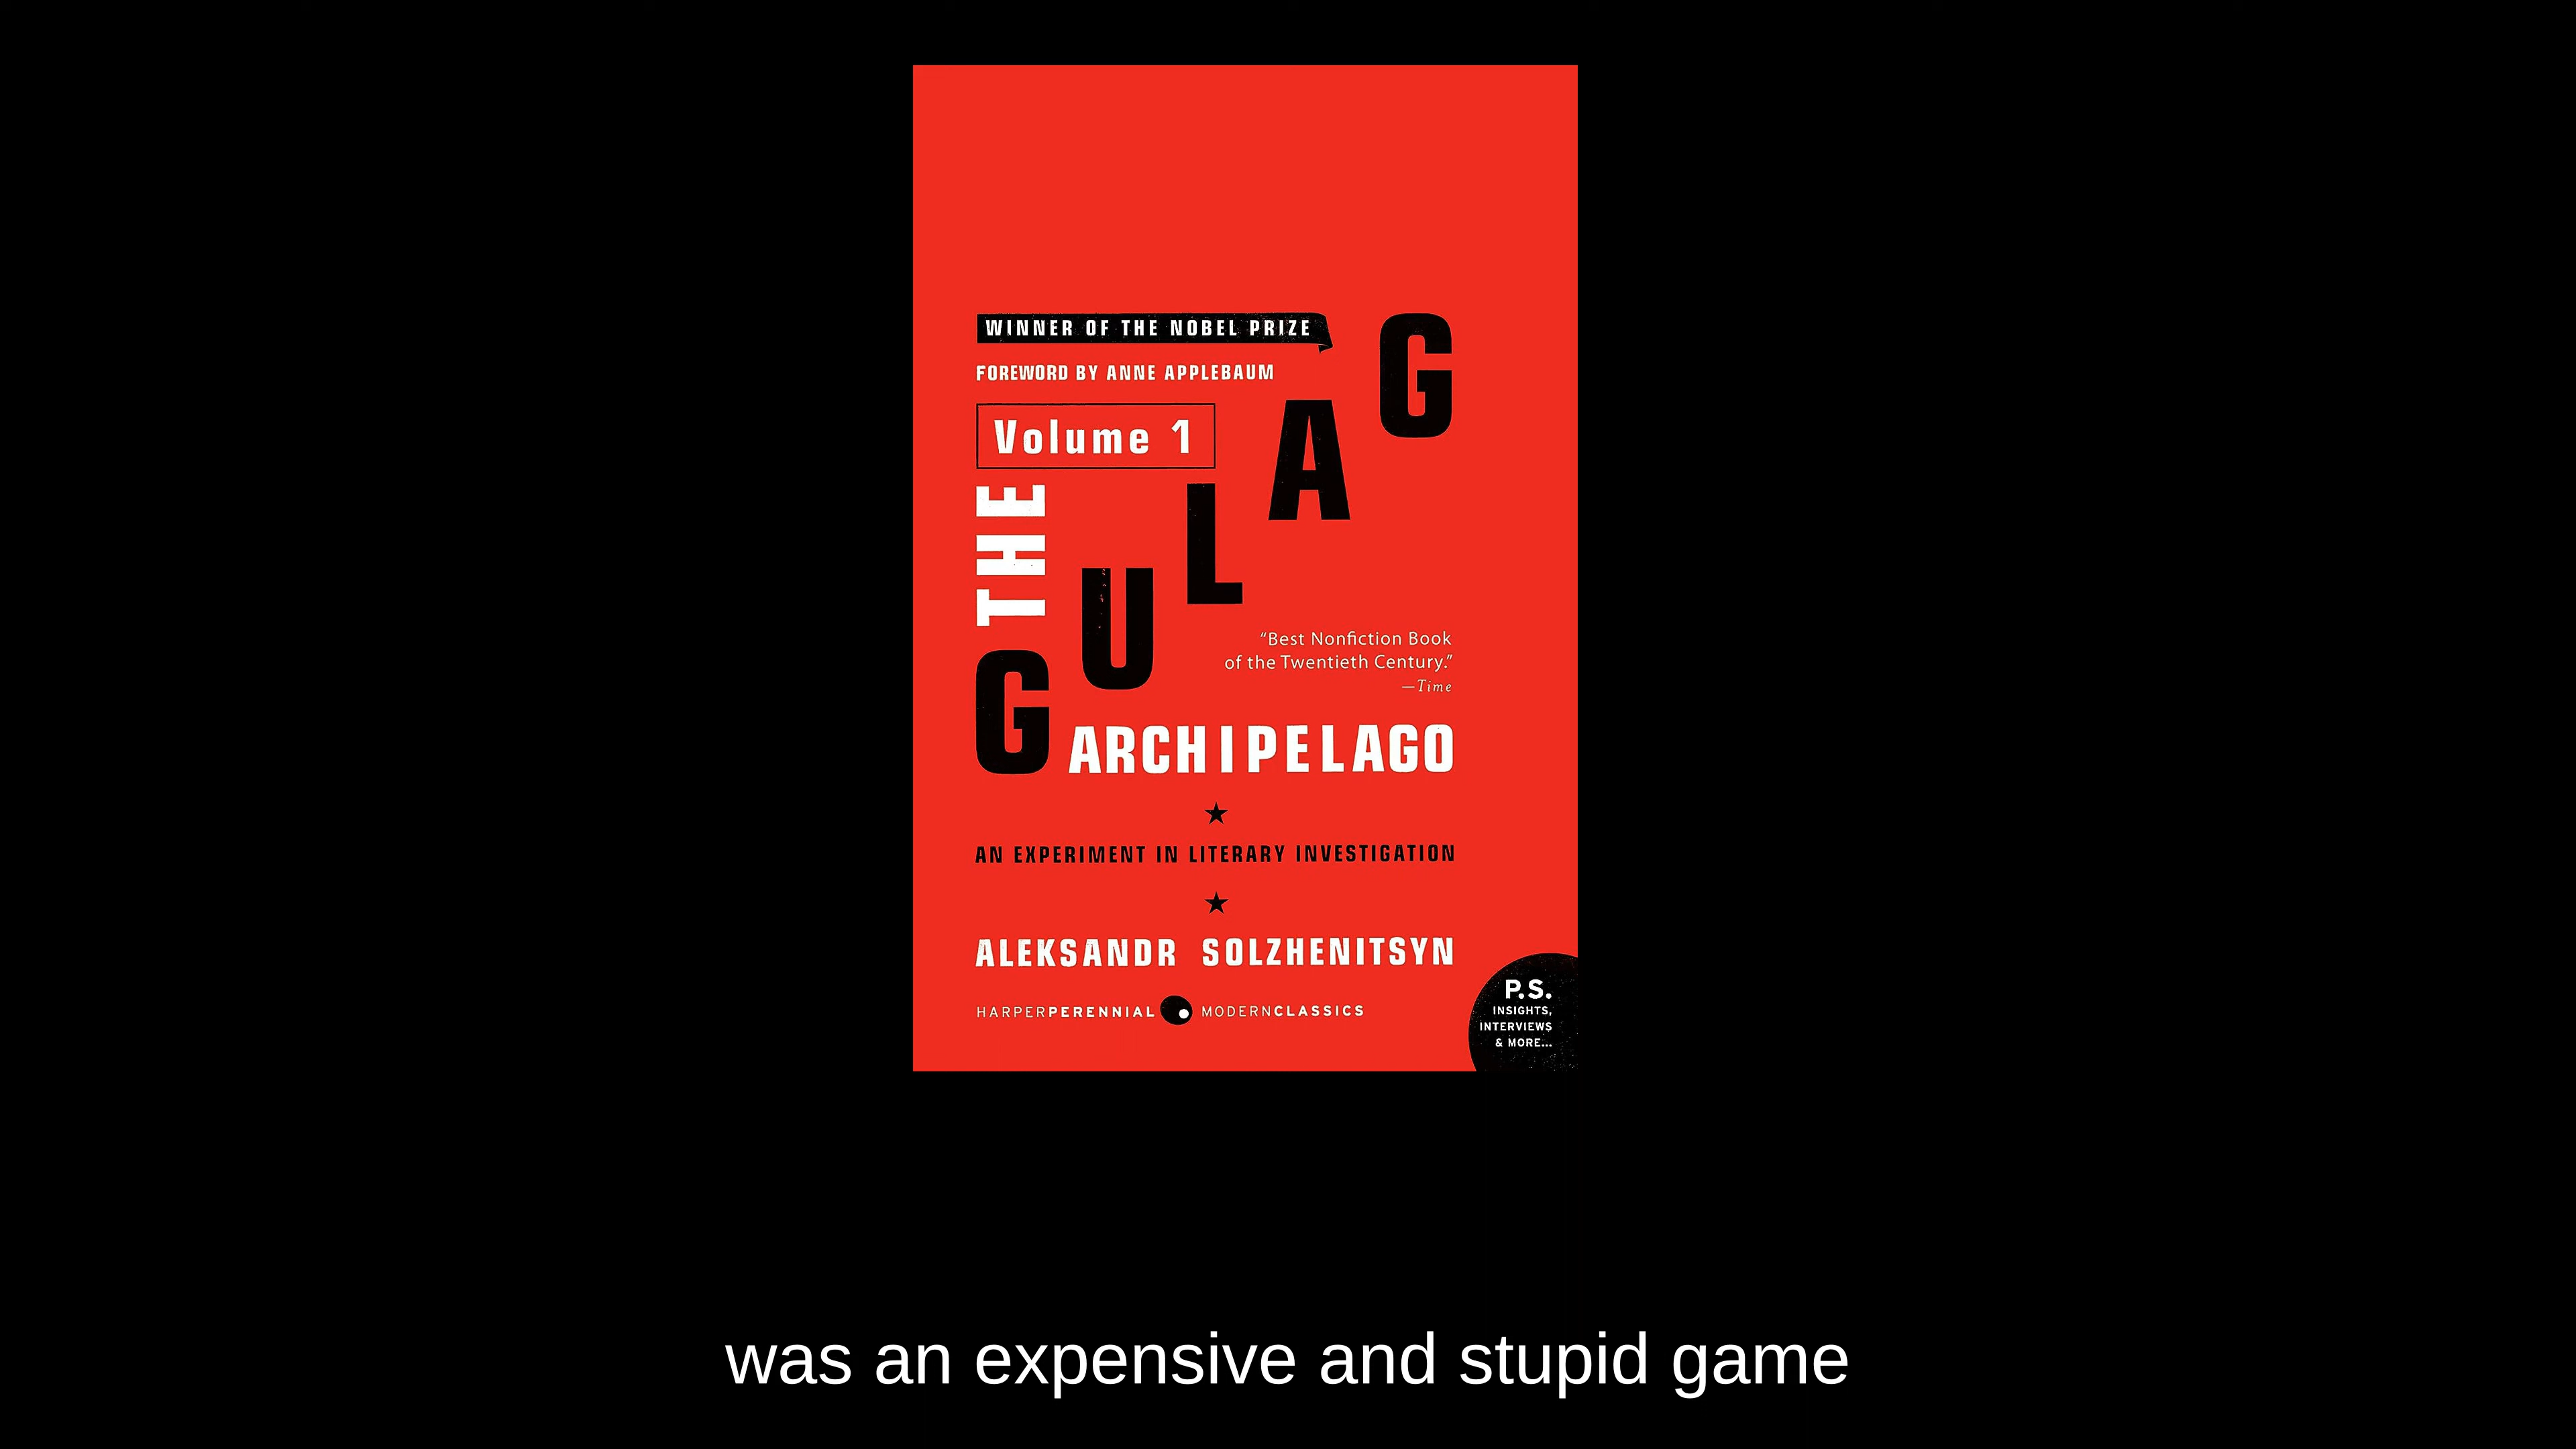 WINNER OF THE NOBEL PRIZE
FOREWORD BY ANNE APPLEBAUM
Volume 1
THE
GULAG
"Best Nonfiction Book
of the Twentieth Century."
—Time
ARCHIPELAGO
AN EXPERIMENT IN LITERARY INVESTIGATION
ALEKSANDR SOLZHENITSYN
HARPERPERENNIAL MODERNCLASSICS
P.S.
INSIGHTS,
INTERVIEWS
& MORE...
was an expensive and stupid game